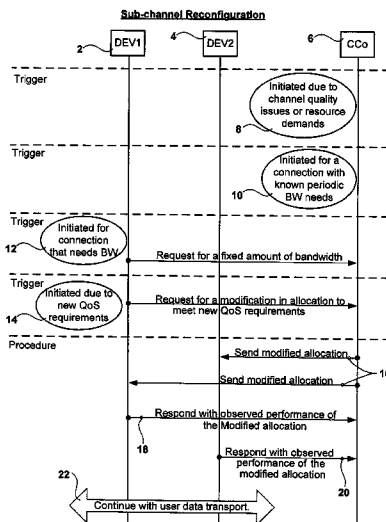 Sub-channel Reconfiguration
2
DEV1
4
DEV2
6
CCo
Trigger
Initiated due to
channel quality
issues or resource
demands
8
Trigger
Initiated for a
connection with
known periodic
BW needs
10
Trigger
12
Initiated for
connection
that needs BW
Request for a fixed amount of bandwidth
Trigger
14
Initiated due to
new QoS
requirements
Request for a modification in allocation to
meet new QoS requirements
Procedure
Send modified allocation
Send modified allocation
Respond with observed performance of
the Modified allocation
18
Respond with observed
performance of the
modified allocation
20
22
Continue with user data transport.